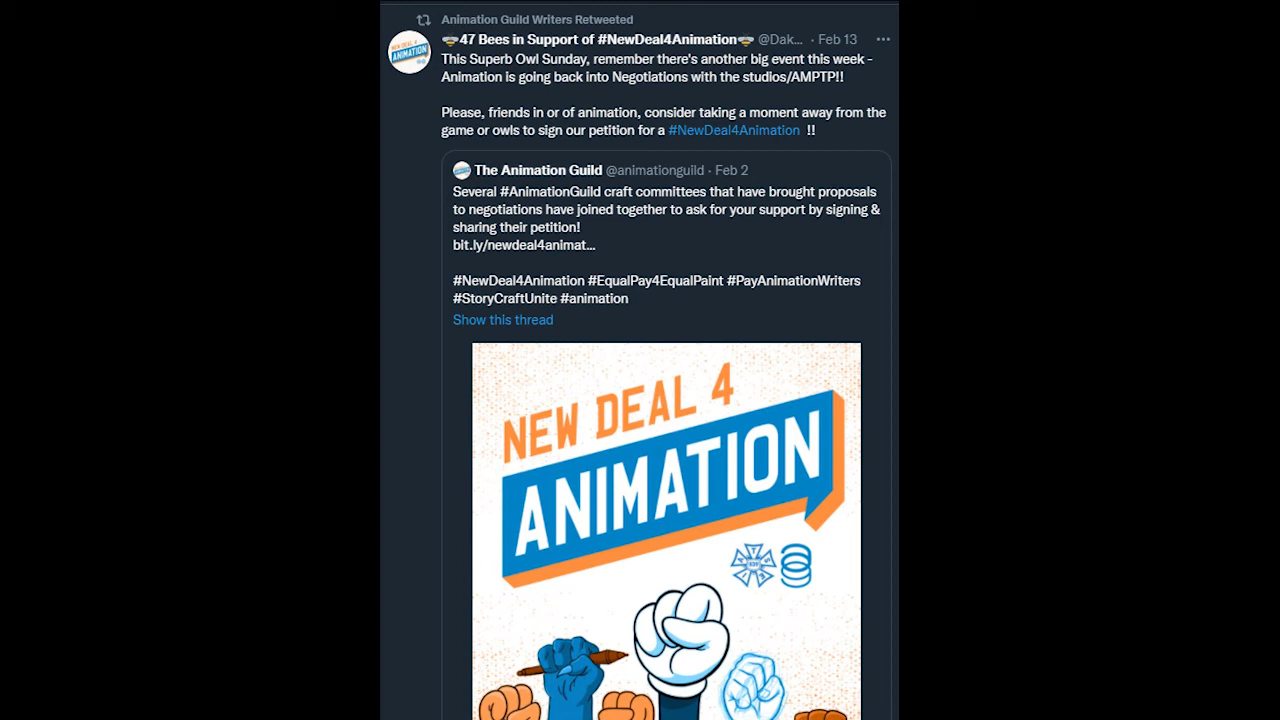 Animation Guild Writers Retweeted
47 Bees in Support of #NewDeal4Animation @Dak... · Feb 13
This Superb Owl Sunday, remember there's another big event this week -
Animation is going back into Negotiations with the studios/AMPTP!!
Please, friends in or of animation, consider taking a moment away from the
game or owls to sign our petition for a #NewDeal4Animation !!
The Animation Guild @animationguild · Feb 2
Several #AnimationGuild craft committees that have brought proposals
to negotiations have joined together to ask for your support by signing &
sharing their petition!
bit.ly/newdeal4animat...
#NewDeal4Animation #EqualPay4EqualPaint #PayAnimationWriters
#StoryCraftUnite #animation
Show this thread
NEW DEAL 4
ANIMATION